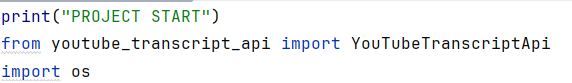 print("PROJECT START")
from youtube_transcript_api import YouTubeTranscriptApi
import os